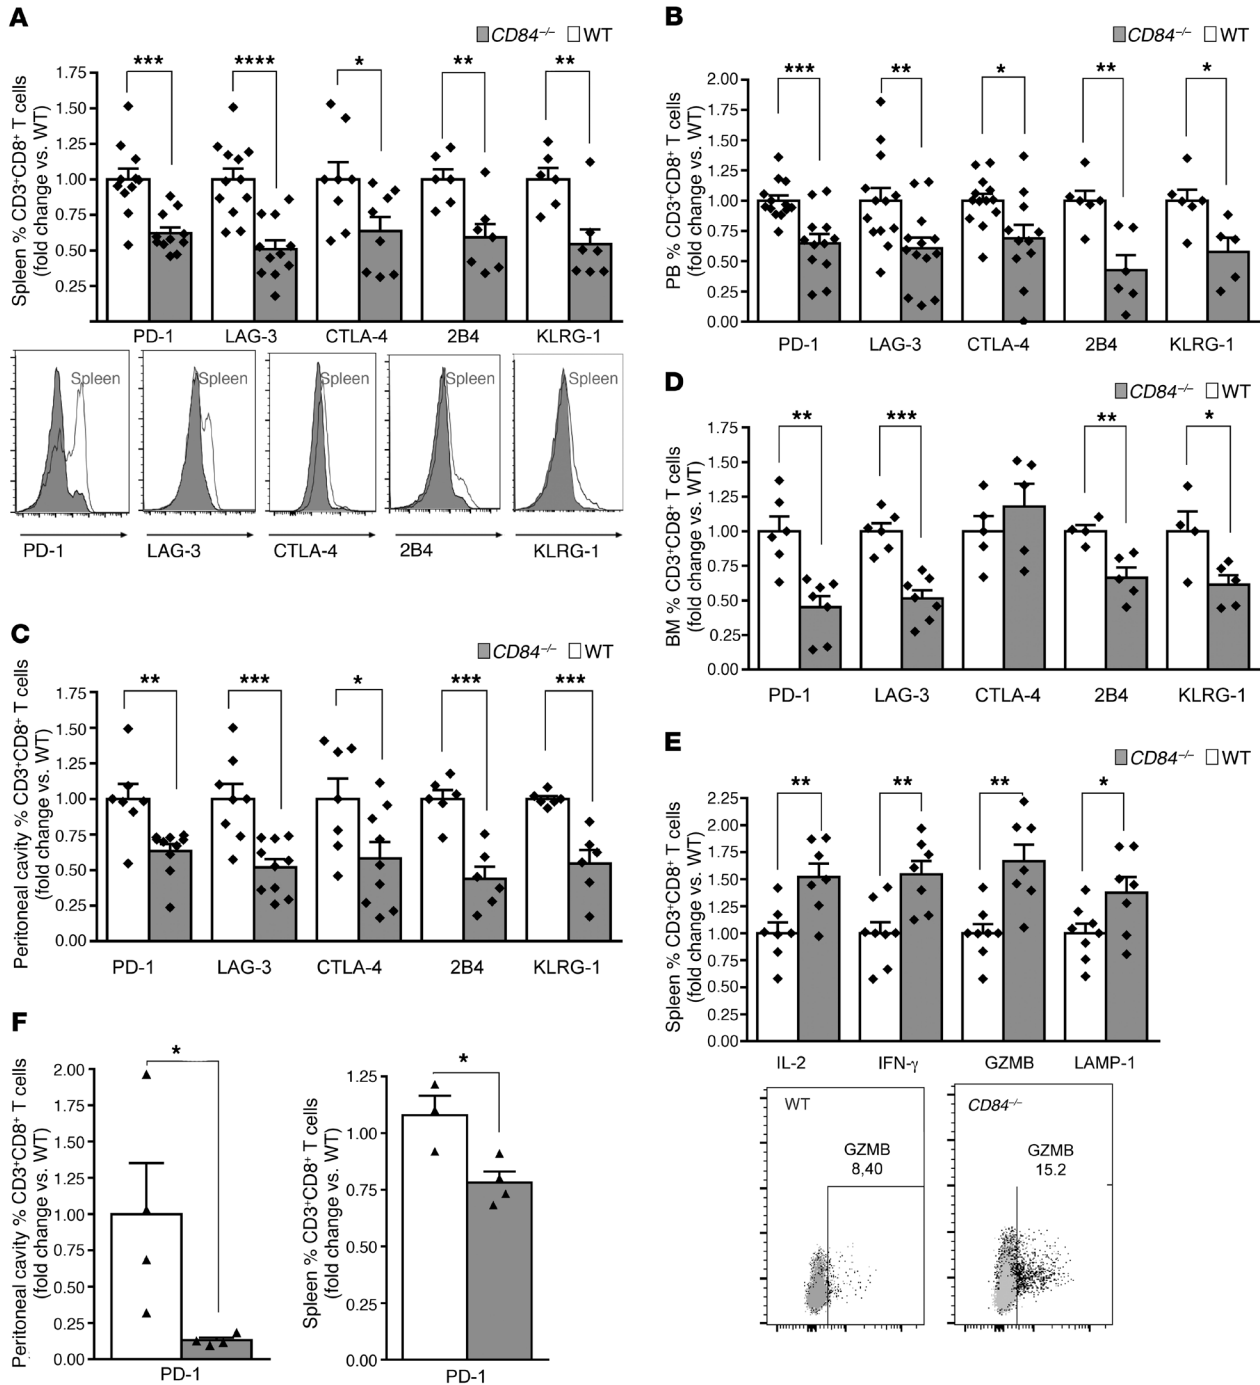 A
CD84⁻/⁻ WT
*** **** * ** **
Spleen % CD3⁺CD8⁺ T cells
(fold change vs. WT)
1.75
1.50
1.25
1.00
0.75
0.50
0.25
PD-1 LAG-3 CTLA-4 2B4 KLRG-1
Spleen Spleen Spleen Spleen Spleen
PD-1 LAG-3 CTLA-4 2B4 KLRG-1
B
CD84⁻/⁻ WT
*** ** * ** *
PB % CD3⁺CD8⁺ T cells
(fold change vs. WT)
2.00
1.75
1.50
1.25
1.00
0.75
0.50
0.25
0.00
PD-1 LAG-3 CTLA-4 2B4 KLRG-1
C
CD84⁻/⁻ WT
** *** * *** ***
Peritoneal cavity % CD3⁺CD8⁺ T cells
(fold change vs. WT)
1.75
1.50
1.25
1.00
0.75
0.50
0.25
0.00
PD-1 LAG-3 CTLA-4 2B4 KLRG-1
D
CD84⁻/⁻ WT
** *** ** *
BM % CD3⁺CD8⁺ T cells
(fold change vs. WT)
1.75
1.50
1.25
1.00
0.75
0.50
0.25
0.00
PD-1 LAG-3 CTLA-4 2B4 KLRG-1
E
CD84⁻/⁻ WT
** ** ** *
Spleen % CD3⁺CD8⁺ T cells
(fold change vs. WT)
2.25
2.00
1.75
1.50
1.25
1.00
0.75
0.50
0.25
0.00
IL-2 IFN-γ GZMB LAMP-1
WT
GZMB
8,40
CD84⁻/⁻
GZMB
15.2
F
*
Peritoneal cavity % CD3⁺CD8⁺ T cells
(fold change vs. WT)
2.00
1.75
1.50
1.25
1.00
0.75
0.50
0.25
0.00
PD-1
*
Spleen % CD3⁺CD8⁺ T cells
(fold change vs. WT)
1.25
1.00
0.75
0.50
0.25
0.00
PD-1